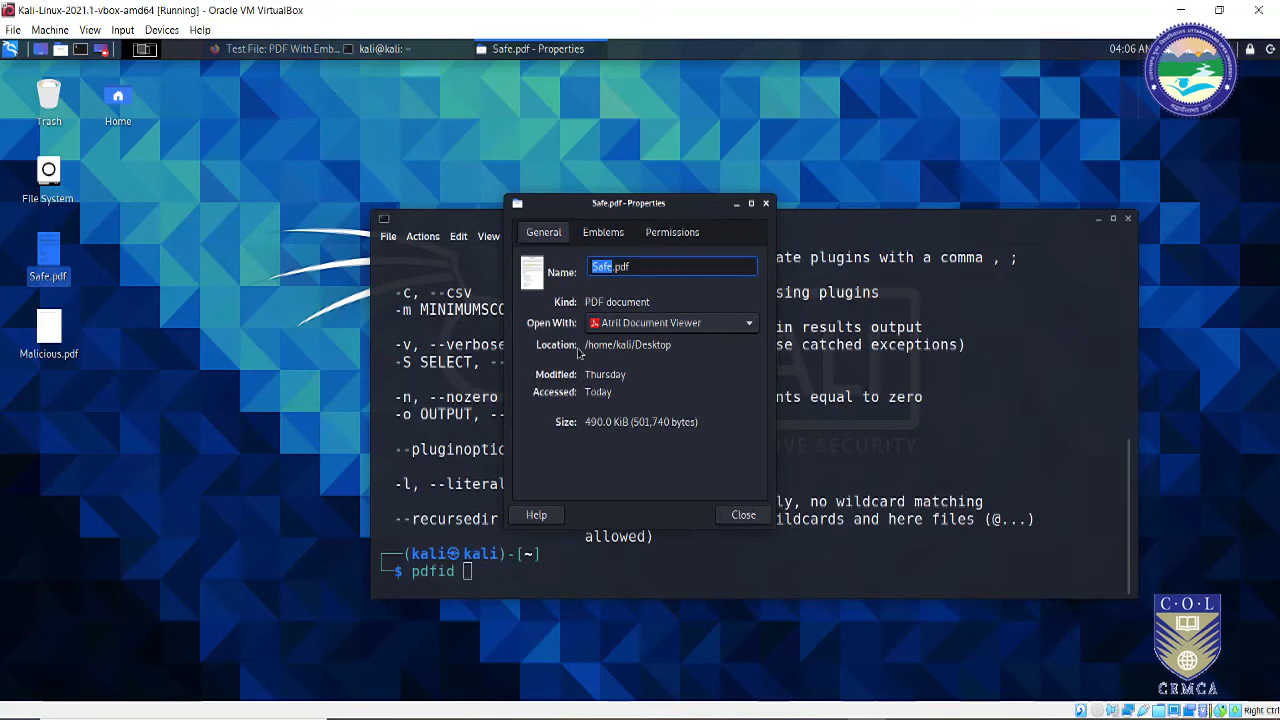 Kali-Linux-2021.1-vbox-amd64 [Running] - Oracle VM VirtualBox
File Machine View Input Devices Help
Test File: PDF With Emb... kali@kali: ~ Safe.pdf - Properties 04:06 AM
Trash Home
File System
Safe.pdf
Malicious.pdf
Safe.pdf - Properties
General Emblems Permissions
Name: Safe.pdf
Kind: PDF document
Open With: Atril Document Viewer
Location: /home/kali/Desktop
Modified: Thursday
Accessed: Today
Size: 490.0 KiB (501,740 bytes)
Help Close
File Actions Edit View
ate plugins with a comma , ;
-c, --csv sing plugins
-m MINIMUMSCO
in results output
-v, --verbose se catched exceptions)
-S SELECT, --
-n, --nozero nts equal to zero
-o OUTPUT, --
--pluginoptio
-l, --literal ly, no wildcard matching
--recursedir ildcards and here files (@...)
allowed)
(kali㉿kali)-[~]
$ pdfid
C·O·L
CEMCA
Right Ctrl